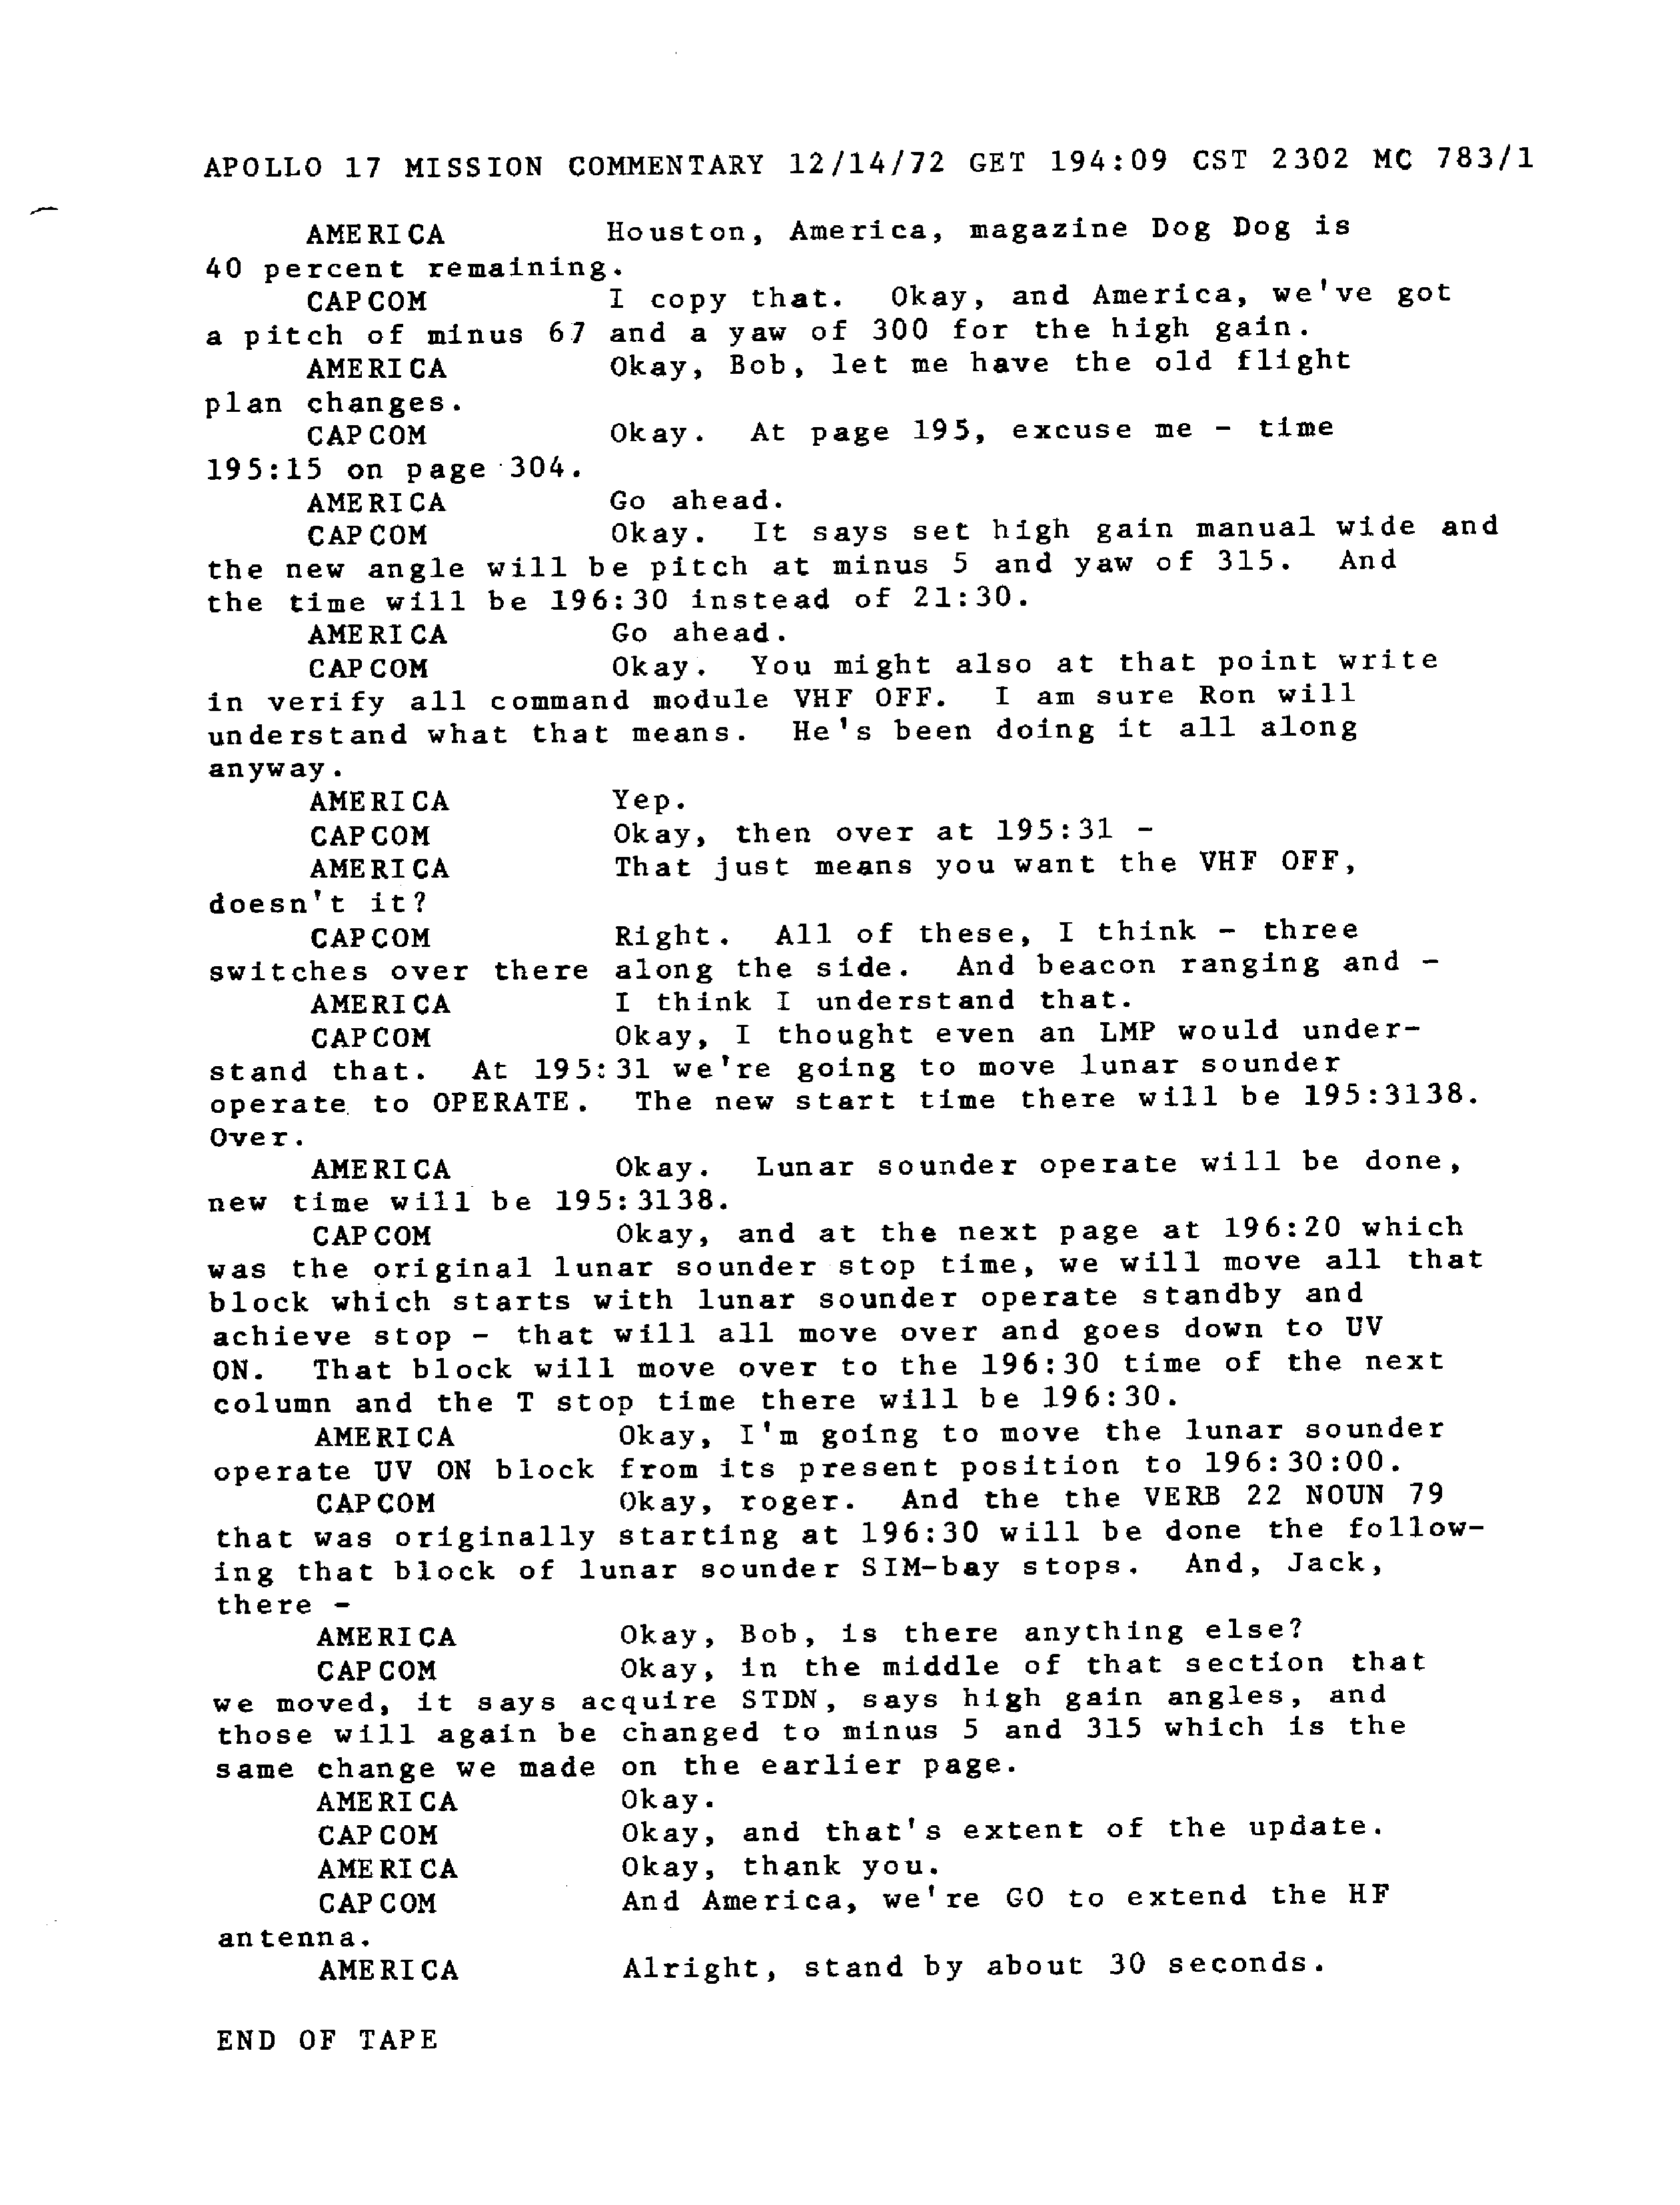 APOLLO 17 MISSION COMMENTARY 12/14/72 GET 194:09 CST 2302 MC 783/1
AMERICA Houston, America, magazine Dog Dog is
40 percent remaining.
CAPCOM I copy that. Okay, and America, we've got
a pitch of minus 67 and a yaw of 300 for the high gain.
AMERICA Okay, Bob, let me have the old flight
plan changes.
CAPCOM Okay. At page 195, excuse me - time
195:15 on page 304.
AMERICA Go ahead.
CAPCOM Okay. It says set high gain manual wide and
the new angle will be pitch at minus 5 and yaw of 315. And
the time will be 196:30 instead of 21:30.
AMERICA Go ahead.
CAPCOM Okay. You might also at that point write
in verify all command module VHF OFF. I am sure Ron will
understand what that means. He's been doing it all along
anyway.
AMERICA Yep.
CAPCOM Okay, then over at 195:31 -
AMERICA That just means you want the VHF OFF,
doesn't it?
CAPCOM Right. All of these, I think - three
switches over there along the side. And beacon ranging and -
AMERICA I think I understand that.
CAPCOM Okay, I thought even an LMP would under-
stand that. At 195:31 we're going to move lunar sounder
operate to OPERATE. The new start time there will be 195:3138.
Over.
AMERICA Okay. Lunar sounder operate will be done,
new time will be 195:3138.
CAPCOM Okay, and at the next page at 196:20 which
was the original lunar sounder stop time, we will move all that
block which starts with lunar sounder operate standby and
achieve stop - that will all move over and goes down to UV
ON. That block will move over to the 196:30 time of the next
column and the T stop time there will be 196:30.
AMERICA Okay, I'm going to move the lunar sounder
operate UV ON block from its present position to 196:30:00.
CAPCOM Okay, roger. And the the VERB 22 NOUN 79
that was originally starting at 196:30 will be done the follow-
ing that block of lunar sounder SIM-bay stops. And, Jack,
there -
AMERICA Okay, Bob, is there anything else?
CAPCOM Okay, in the middle of that section that
we moved, it says acquire STDN, says high gain angles, and
those will again be changed to minus 5 and 315 which is the
same change we made on the earlier page.
AMERICA Okay.
CAPCOM Okay, and that's extent of the update.
AMERICA Okay, thank you.
CAPCOM And America, we're GO to extend the HF
antenna.
AMERICA Alright, stand by about 30 seconds.
END OF TAPE